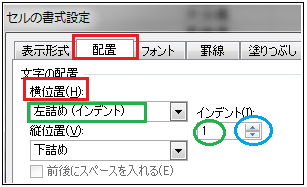 セルの書式設定
表示形式 配置 フォント 罫線 塗りつぶし
文字の配置
横位置(H):
左詰め (インデント) インデント(I):
縦位置(V): 1
下詰め
前後にスペースを入れる(E)